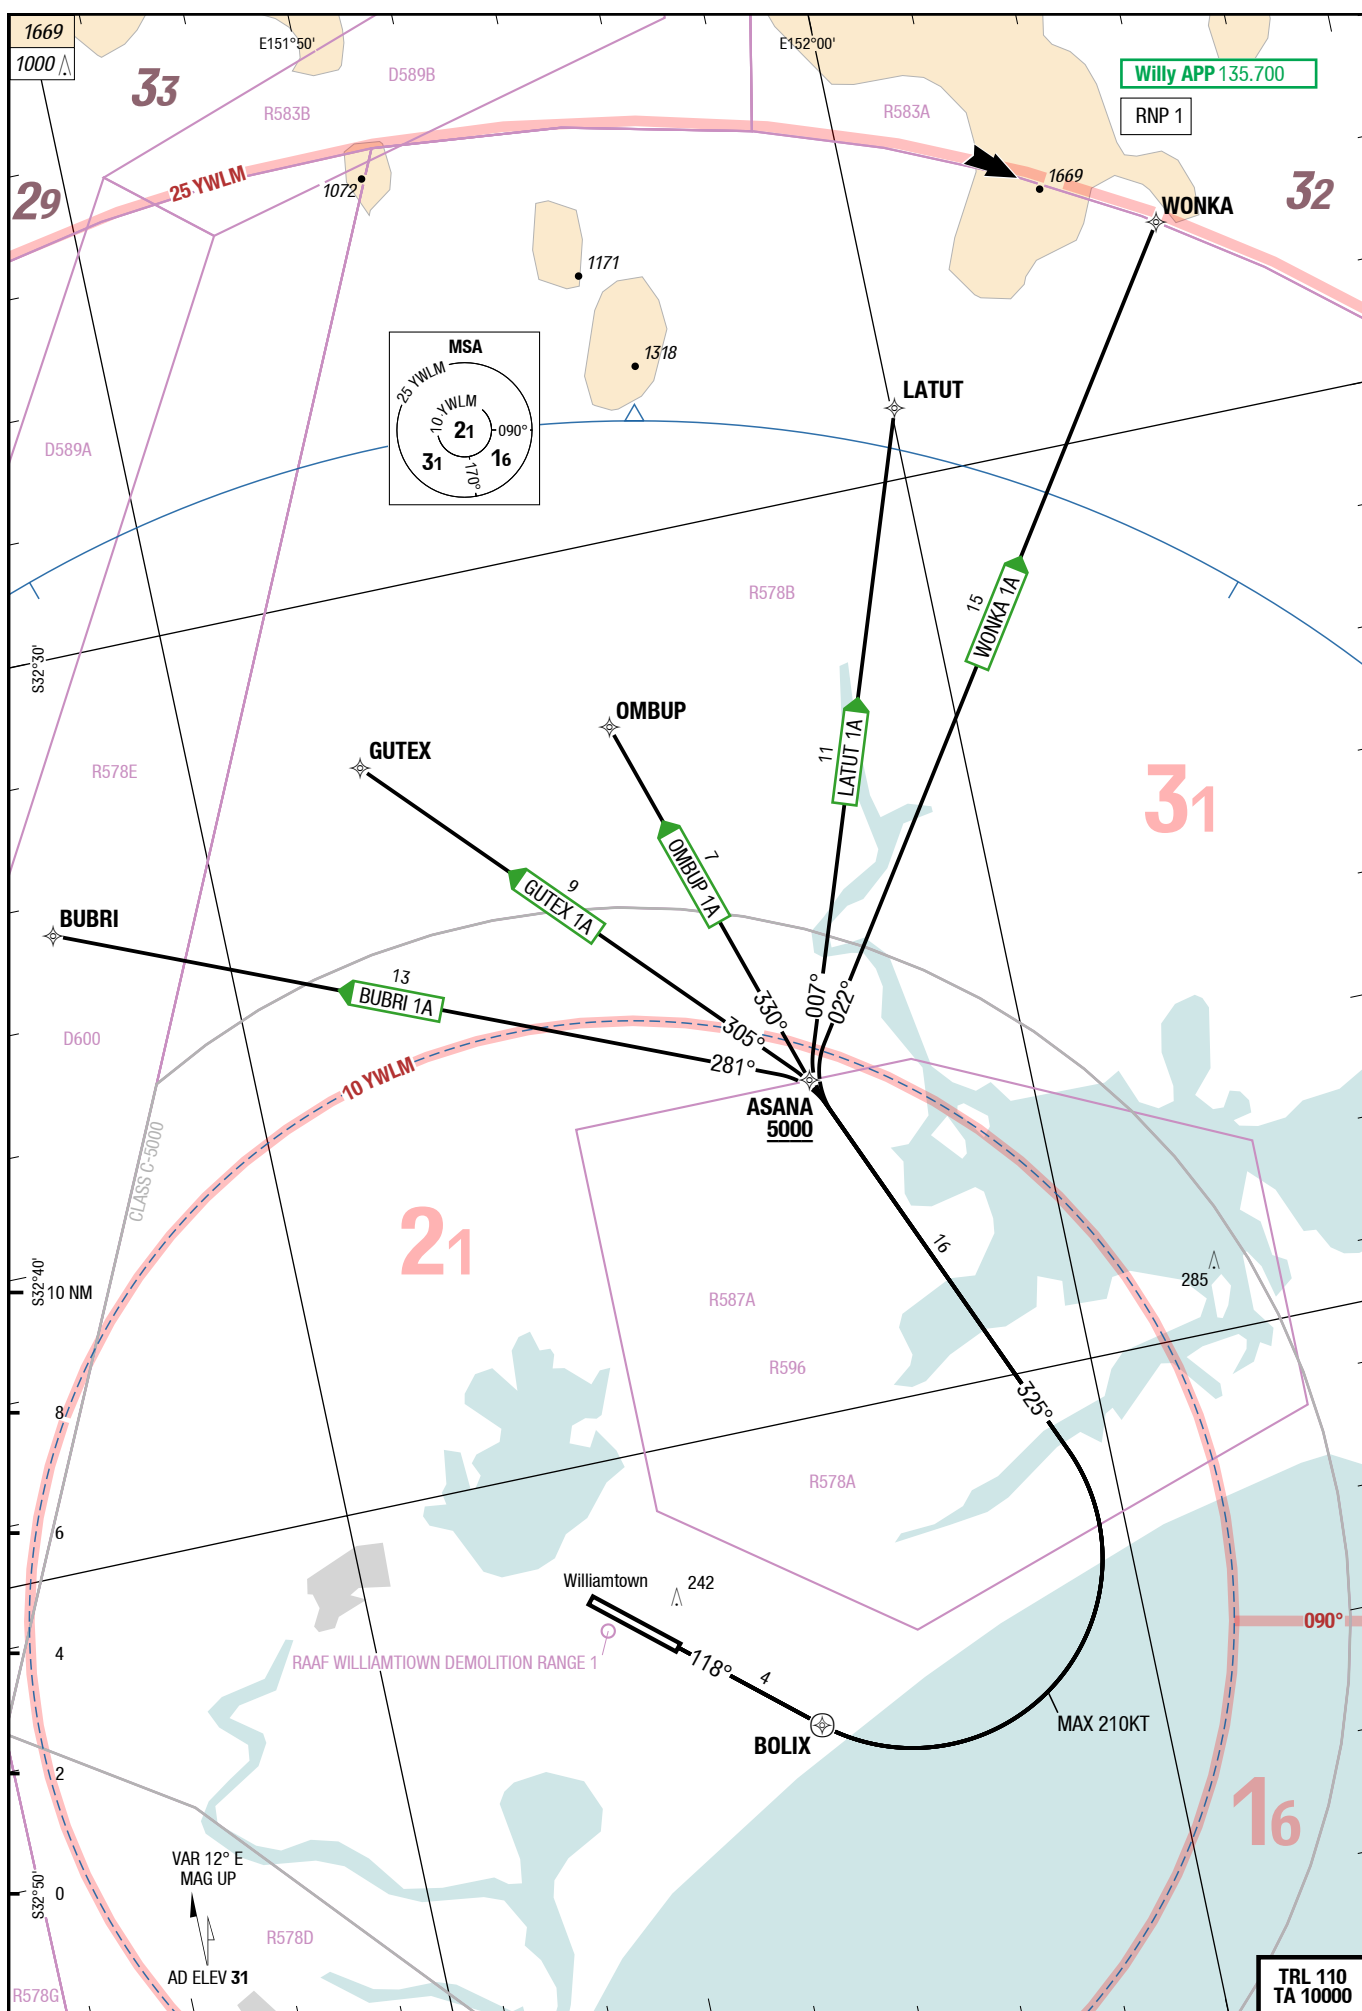 1669
1000
33
E151°50'
D589B
R583B
E152°00'
R583A
Willy APP 135.700
RNP 1
29
25 YWLM
1072
1669
WONKA
32
1171
1318
MSA
25 YWLM
10 YWLM
21
090°
31
16
170°
LATUT
D589A
R578B
15
WONKA 1A
S32°30'
OMBUP
GUTEX
R578E
11
LATUT 1A
31
7
OMBUP 1A
9
GUTEX 1A
BUBRI
13
BUBRI 1A
330°
007°
022°
305°
281°
D600
10 YWLM
ASANA
5000
CLASS C-5000
21
16
285
S32°40'
10 NM
R587A
R596
325°
8
R578A
6
Williamtown
242
090°
4
RAAF WILLIAMTIOWN DEMOLITION RANGE 1
118°
4
MAX 210KT
BOLIX
2
16
VAR 12° E
MAG UP
S32°50'
0
R578D
AD ELEV 31
R578G
TRL 110
TA 10000